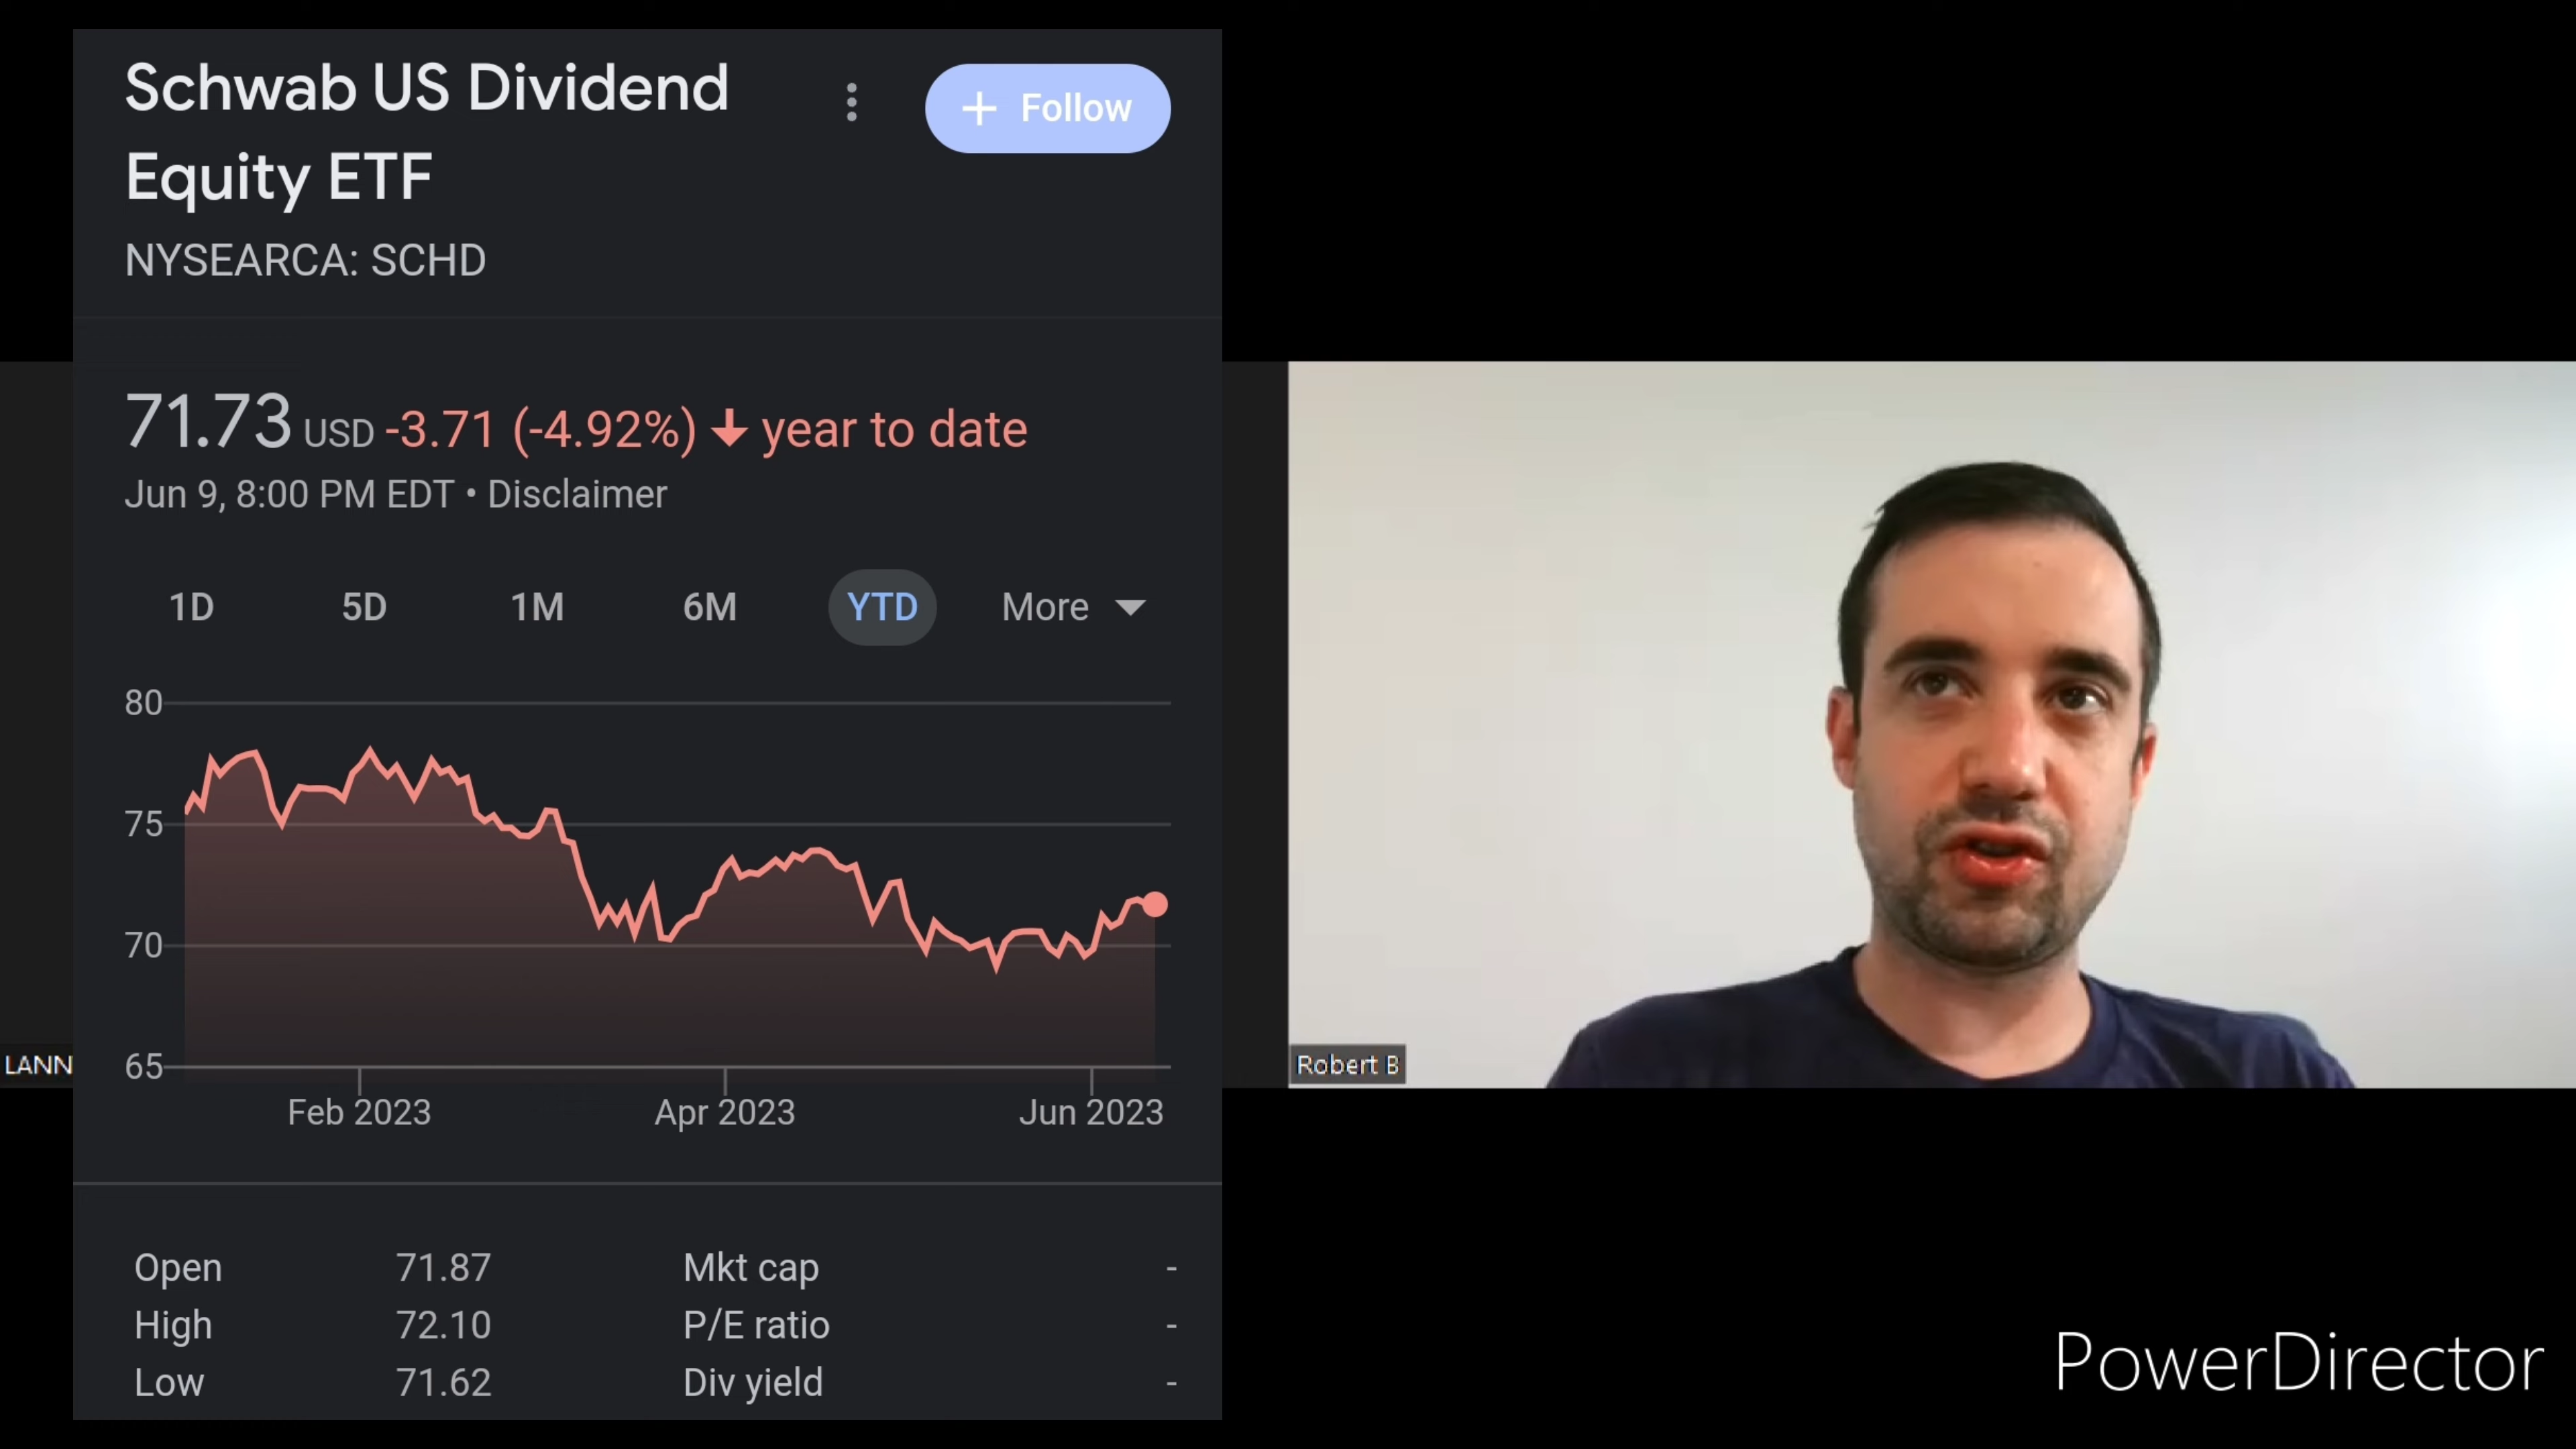 Schwab US Dividend
Equity ETF
+ Follow
NYSEARCA: SCHD
71.73 USD -3.71 (-4.92%) ↓ year to date
Jun 9, 8:00 PM EDT • Disclaimer
1D 5D 1M 6M YTD More
80
75
70
65
Feb 2023 Apr 2023 Jun 2023
Open 71.87 Mkt cap -
High 72.10 P/E ratio -
Low 71.62 Div yield -
LANN
Robert B
PowerDirector